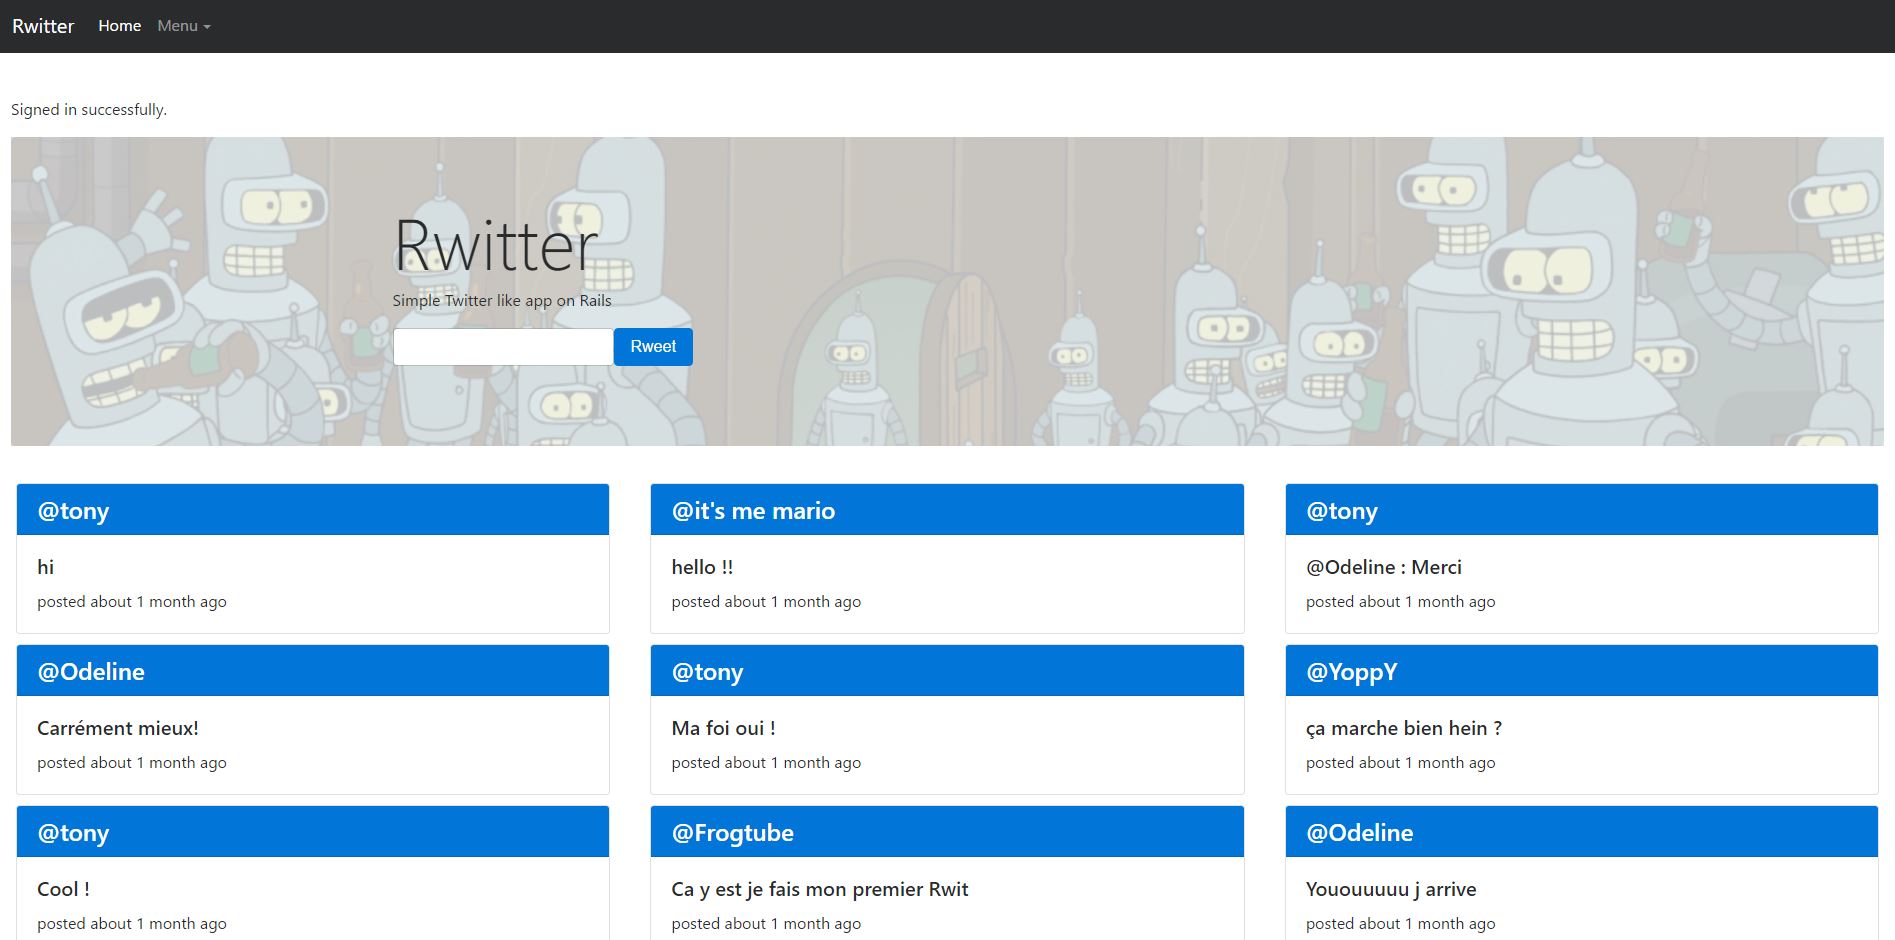 Rwitter Home Menu
Signed in successfully.
Rwitter
Simple Twitter like app on Rails
Rweet
@tony
hi
posted about 1 month ago
@it's me mario
hello !!
posted about 1 month ago
@tony
@Odeline : Merci
posted about 1 month ago
@Odeline
Carrément mieux!
posted about 1 month ago
@tony
Ma foi oui !
posted about 1 month ago
@YoppY
ça marche bien hein ?
posted about 1 month ago
@tony
Cool !
posted about 1 month ago
@Frogtube
Ca y est je fais mon premier Rwit
posted about 1 month ago
@Odeline
Yououuuuu j arrive
posted about 1 month ago